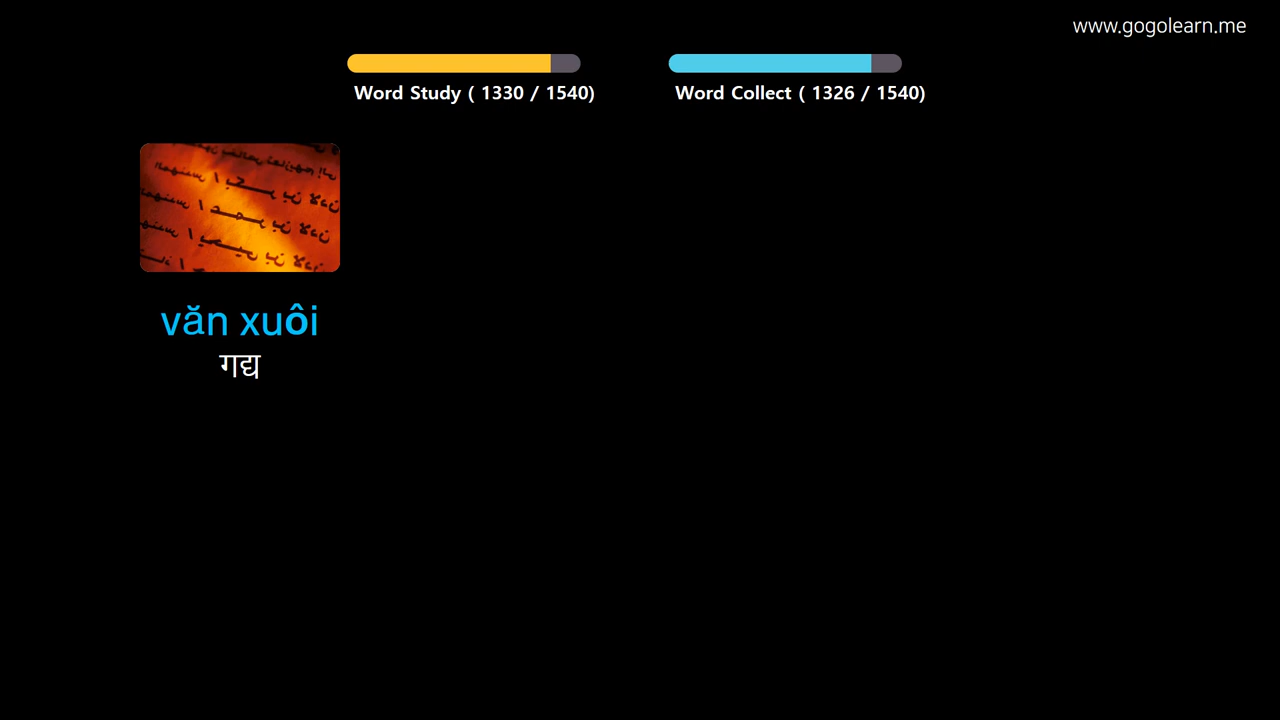 www.gogolearn.me
Word Study ( 1330 / 1540)
Word Collect ( 1326 / 1540)
văn xuôi
गद्य